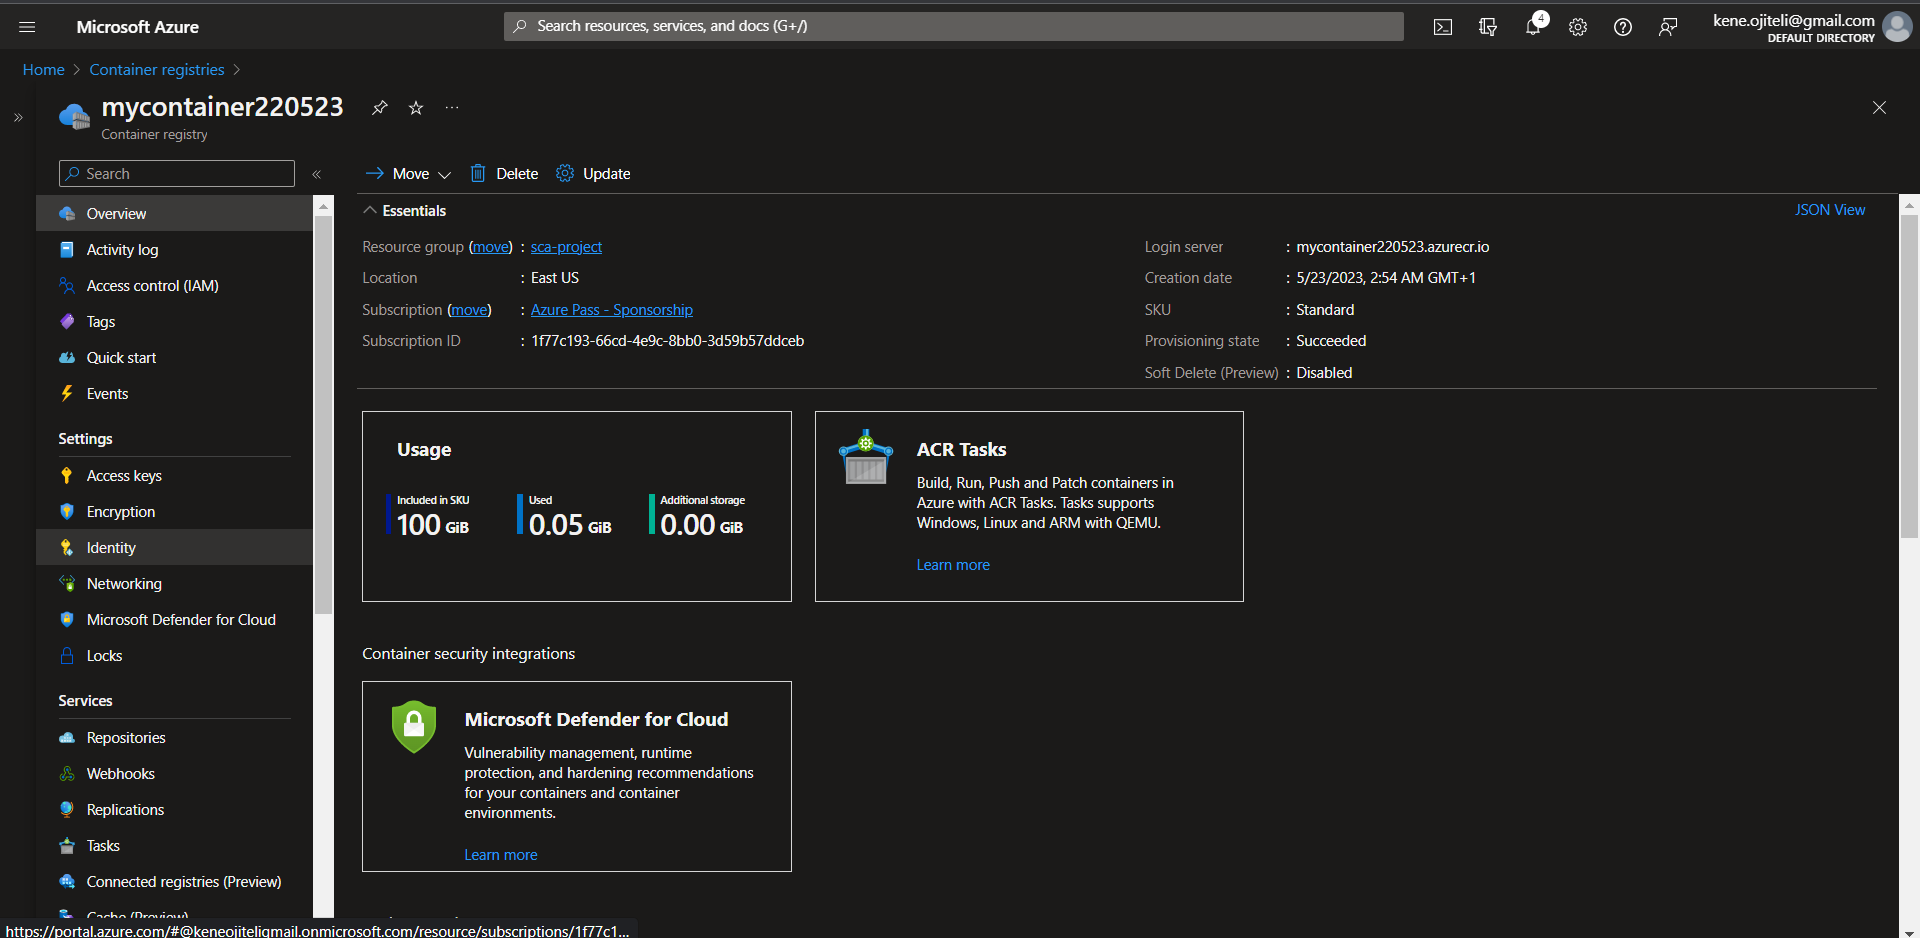 Microsoft Azure
Search resources, services, and docs (G+/)
4
kene.ojiteli@gmail.com
DEFAULT DIRECTORY
Home > Container registries >
mycontainer220523
Container registry
Search
Move
Delete
Update
Overview
Activity log
Access control (IAM)
Tags
Quick start
Events
Settings
Access keys
Encryption
Identity
Networking
Microsoft Defender for Cloud
Locks
Services
Repositories
Webhooks
Replications
Tasks
Connected registries (Preview)
Cache (Preview)
Essentials
JSON View
Resource group (move) : sca-project
Location : East US
Subscription (move) : Azure Pass - Sponsorship
Subscription ID : 1f77c193-66cd-4e9c-8bb0-3d59b57ddceb
Login server : mycontainer220523.azurecr.io
Creation date : 5/23/2023, 2:54 AM GMT+1
SKU : Standard
Provisioning state : Succeeded
Soft Delete (Preview) : Disabled
Usage
Included in SKU
100 GiB
Used
0.05 GiB
Additional storage
0.00 GiB
ACR Tasks
Build, Run, Push and Patch containers in
Azure with ACR Tasks. Tasks supports
Windows, Linux and ARM with QEMU.
Learn more
Container security integrations
Microsoft Defender for Cloud
Vulnerability management, runtime
protection, and hardening recommendations
for your containers and container
environments.
Learn more
https://portal.azure.com/#@keneojiteligmail.onmicrosoft.com/resource/subscriptions/1f77c1...